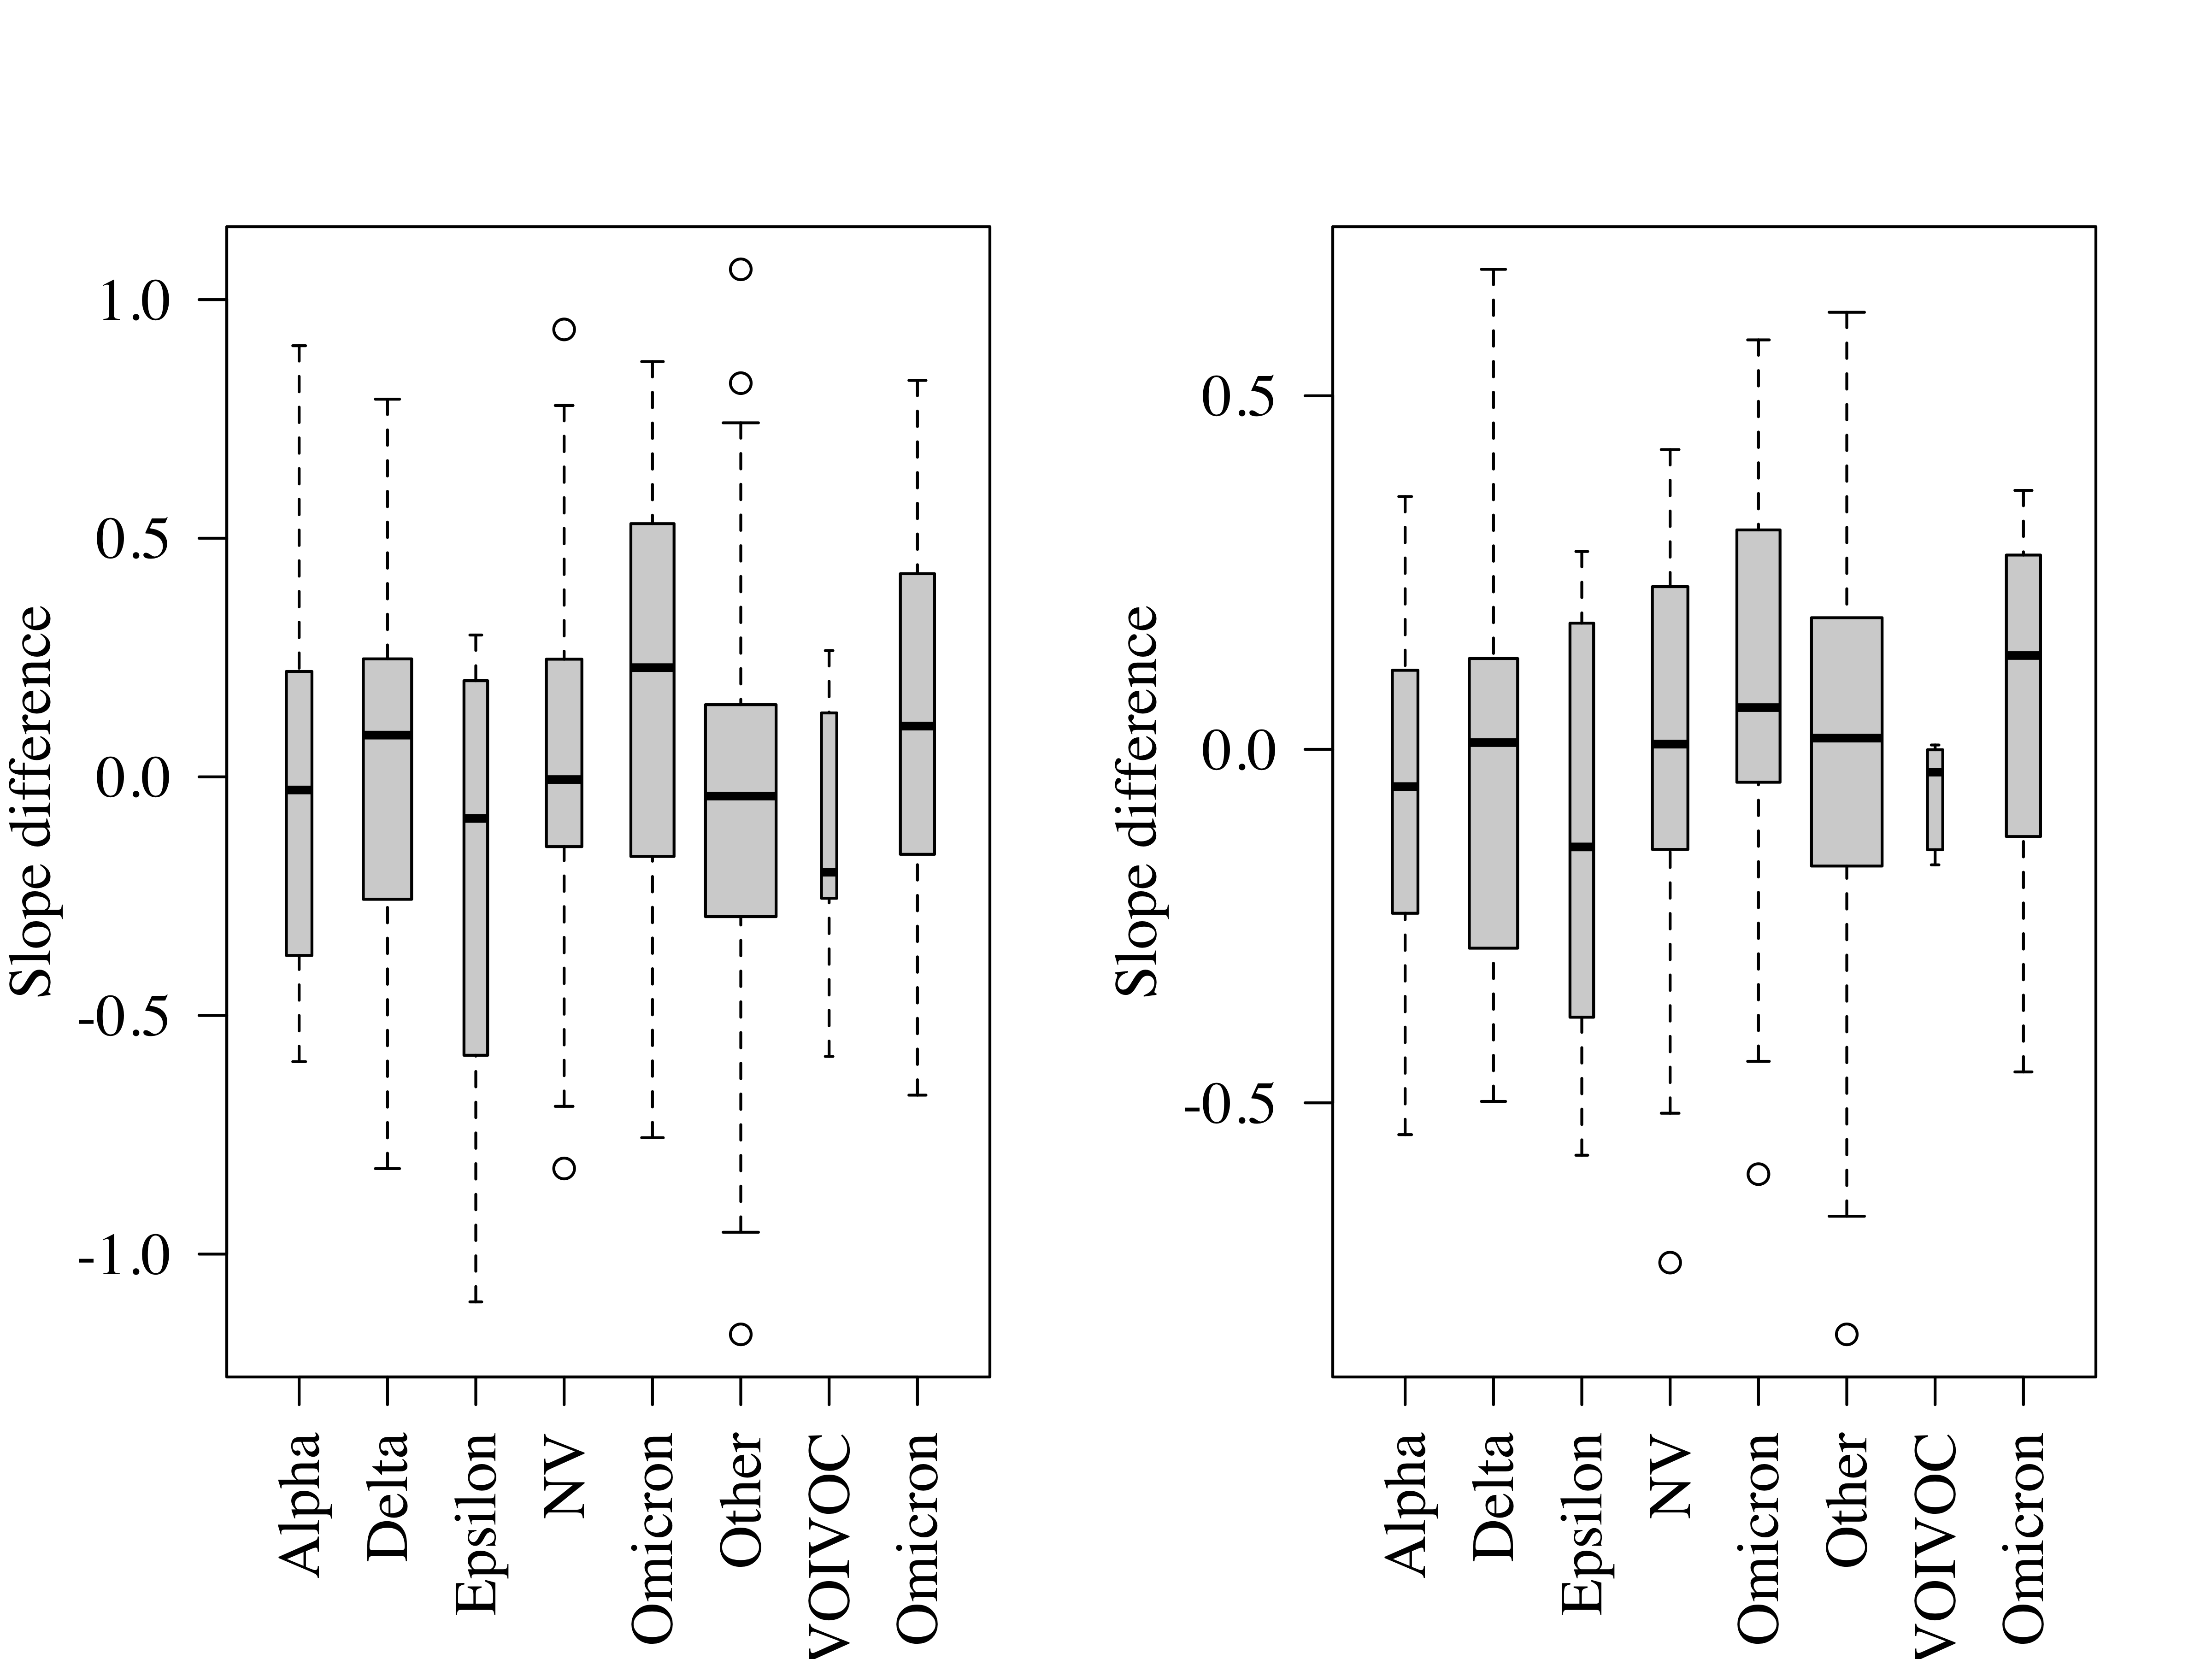 Slope difference
1.0
0.5
0.0
-0.5
-1.0
Alpha
Delta
Epsilon
NV
Omicron
Other
VOIVOC
Omicron
Slope difference
0.5
0.0
-0.5
Alpha
Delta
Epsilon
NV
Omicron
Other
VOIVOC
Omicron